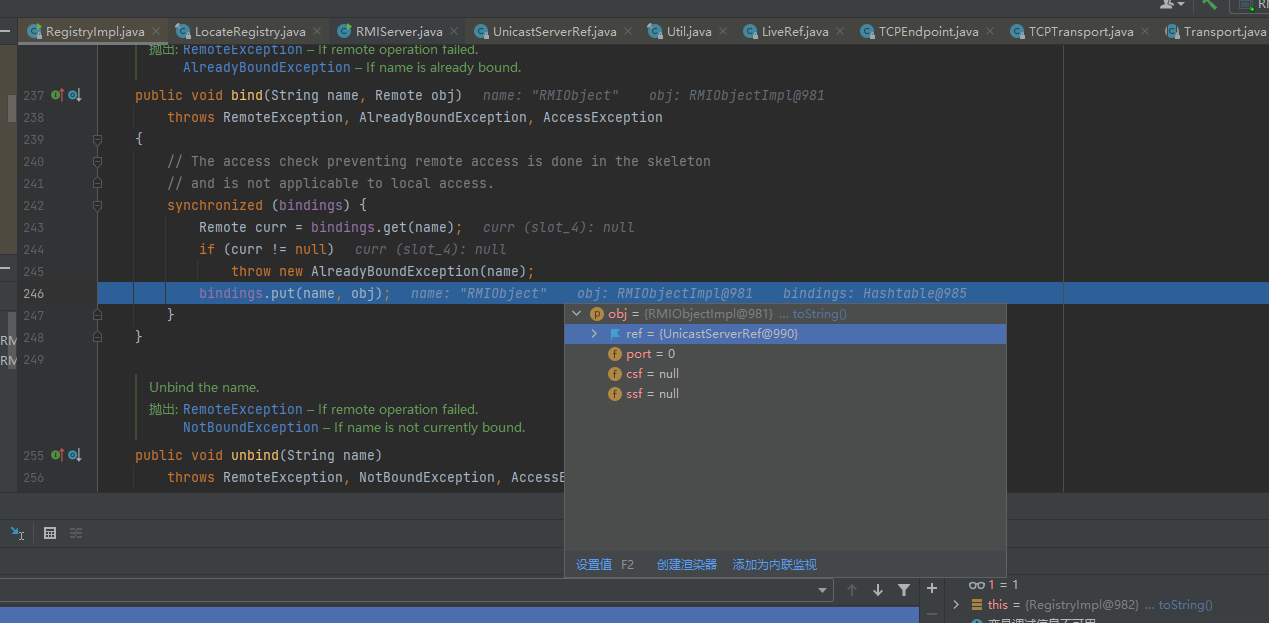 RegistryImpl.java LocateRegistry.java RMIServer.java UnicastServerRef.java Util.java LiveRef.java TCPEndpoint.java TCPTransport.java Transport.java
抛出: RemoteException – If remote operation failed.
AlreadyBoundException – If name is already bound.
237 public void bind(String name, Remote obj) name: "RMIObject" obj: RMIObjectImpl@981
238 throws RemoteException, AlreadyBoundException, AccessException
239 {
240 // The access check preventing remote access is done in the skeleton
241 // and is not applicable to local access.
242 synchronized (bindings) {
243 Remote curr = bindings.get(name); curr (slot_4): null
244 if (curr != null) curr (slot_4): null
245 throw new AlreadyBoundException(name);
246 bindings.put(name, obj); name: "RMIObject" obj: RMIObjectImpl@981 bindings: Hashtable@985
247 }
248 }
249
obj = {RMIObjectImpl@981} ... toString()
ref = {UnicastServerRef@990}
port = 0
csf = null
ssf = null
设置值 F2 创建渲染器 添加为内联监视
Unbind the name.
抛出: RemoteException – If remote operation failed.
NotBoundException – If name is not currently bound.
255 public void unbind(String name)
256 throws RemoteException, NotBoundException, AccessE
RM
RM
1 = 1
this = {RegistryImpl@982} ... toString()